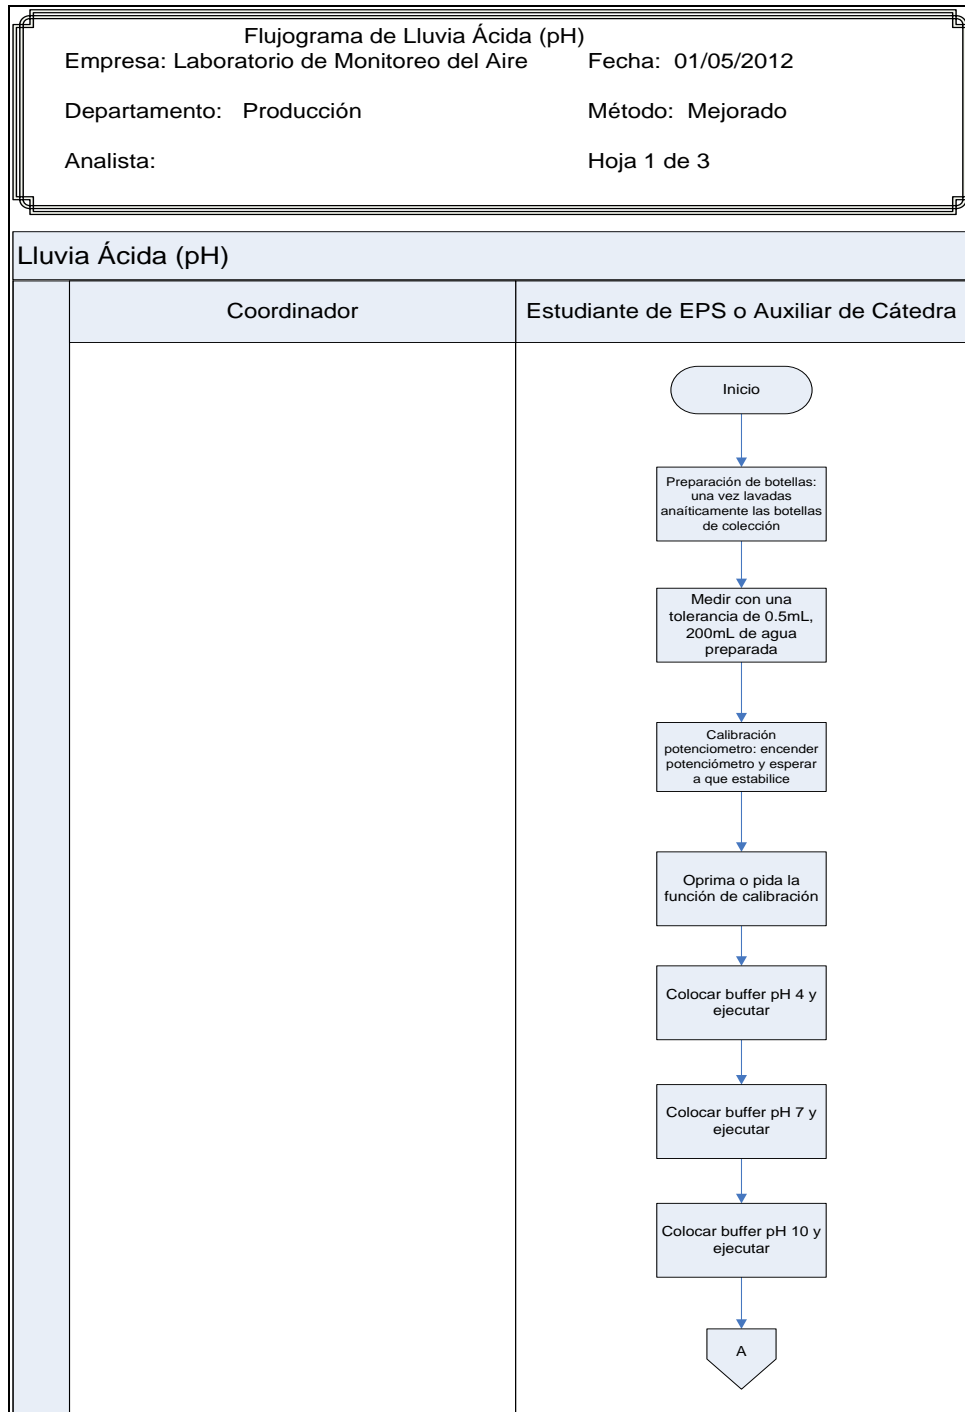 Flujograma de Lluvia Ácida (pH)
Empresa: Laboratorio de Monitoreo del Aire Fecha: 01/05/2012
Departamento: Producción Método: Mejorado
Analista: Hoja 1 de 3
Lluvia Ácida (pH)
Coordinador Estudiante de EPS o Auxiliar de Cátedra
Inicio
Preparación de botellas:
una vez lavadas
anaíticamente las botellas
de colección
Medir con una
tolerancia de 0.5mL,
200mL de agua
preparada
Calibración
potenciometro: encender
potenciómetro y esperar
a que estabilice
Oprima o pida la
función de calibración
Colocar buffer pH 4 y
ejecutar
Colocar buffer pH 7 y
ejecutar
Colocar buffer pH 10 y
ejecutar
A